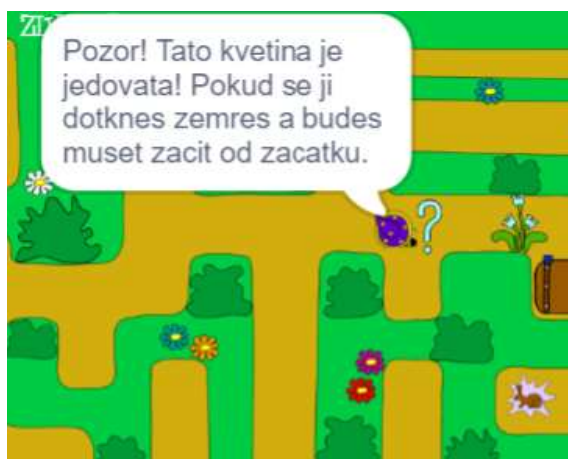 Pozor! Tato kvetina je
jedovata! Pokud se ji
dotknes zemres a budes
muset zacit od zacatku.
?